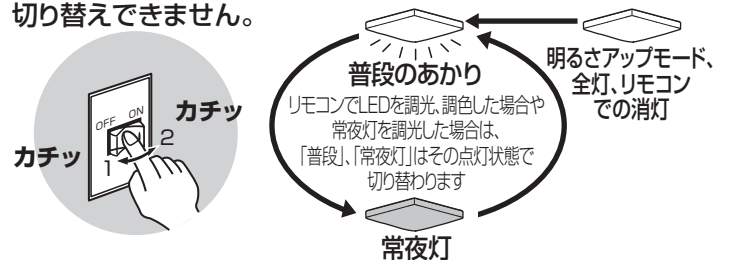 切り替えできません。
OFF ON
カチッ
2
カチッ
1
普段のあかり
リモコンでLEDを調光、調色した場合や
常夜灯を調光した場合は、
「普段」、「常夜灯」はその点灯状態で
切り替わります
常夜灯
明るさアップモード、
全灯、リモコン
での消灯